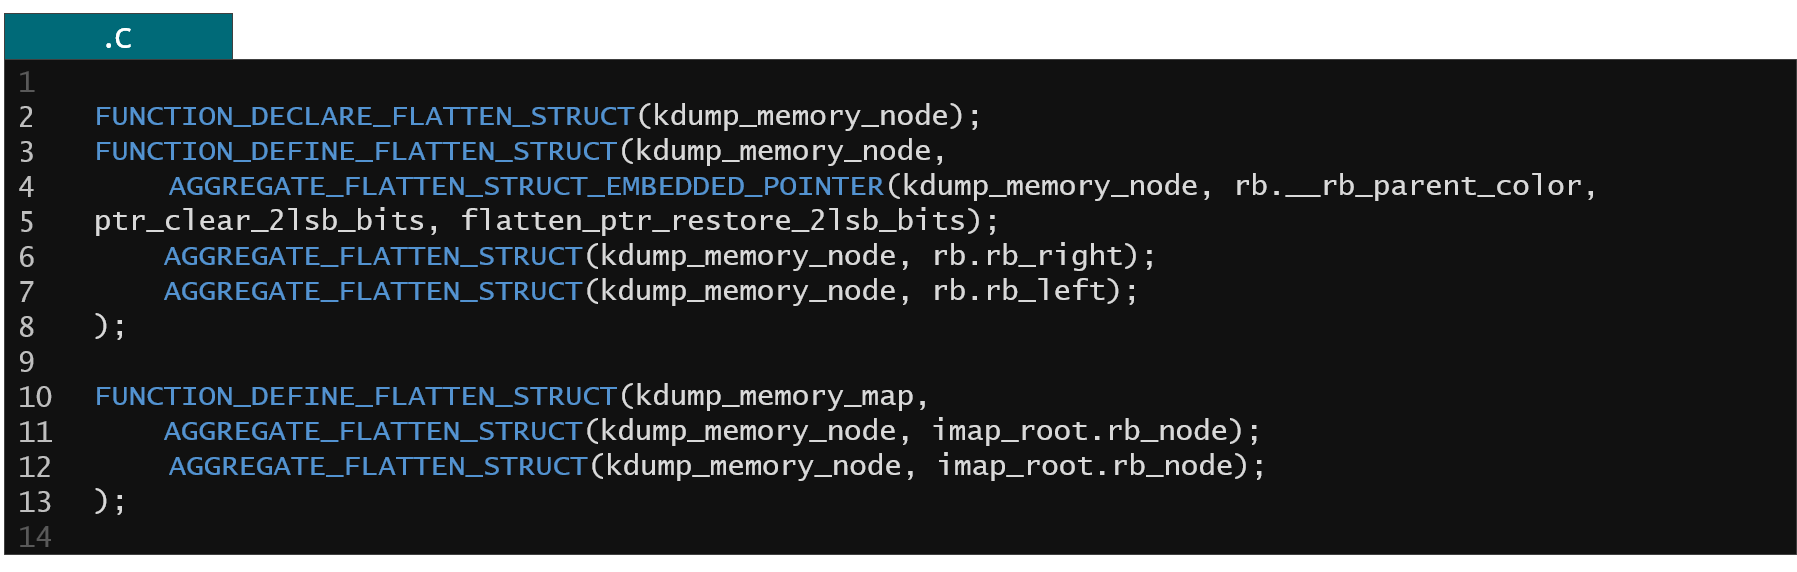 .C
1
2 FUNCTION_DECLARE_FLATTEN_STRUCT(kdump_memory_node);
3 FUNCTION_DEFINE_FLATTEN_STRUCT(kdump_memory_node,
4 AGGREGATE_FLATTEN_STRUCT_EMBEDDED_POINTER(kdump_memory_node, rb.__rb_parent_color,
5 ptr_clear_2lsb_bits, flatten_ptr_restore_2lsb_bits);
6 AGGREGATE_FLATTEN_STRUCT(kdump_memory_node, rb.rb_right);
7 AGGREGATE_FLATTEN_STRUCT(kdump_memory_node, rb.rb_left);
8 );
9
10 FUNCTION_DEFINE_FLATTEN_STRUCT(kdump_memory_map,
11 AGGREGATE_FLATTEN_STRUCT(kdump_memory_node, imap_root.rb_node);
12 AGGREGATE_FLATTEN_STRUCT(kdump_memory_node, imap_root.rb_node);
13 );
14